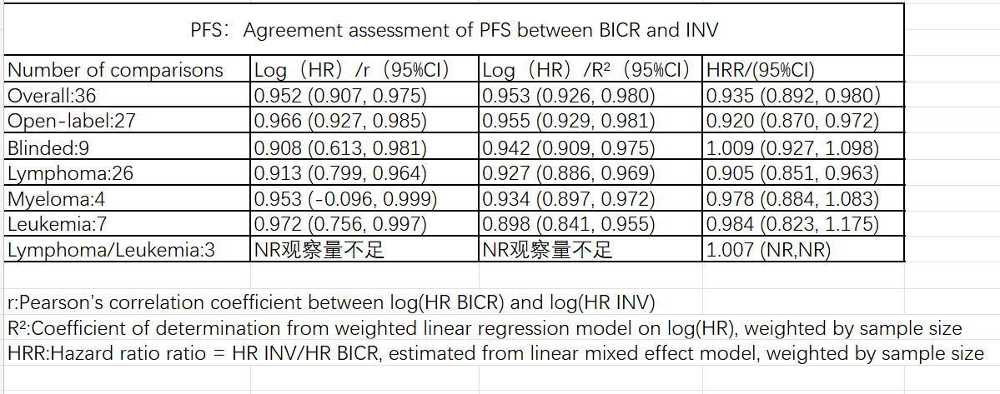 PFS： Agreement assessment of PFS between BICR and INV
Number of comparisons Log（HR）/r（95%CI） Log（HR）/R²（95%CI） HRR/(95%CI)
Overall:36 0.952 (0.907, 0.975) 0.953 (0.926, 0.980) 0.935 (0.892, 0.980）
Open-label:27 0.966 (0.927, 0.985) 0.955 (0.929, 0.981) 0.920 (0.870, 0.972)
Blinded:9 0.908 (0.613, 0.981) 0.942 (0.909, 0.975) 1.009 (0.927, 1.098)
Lymphoma:26 0.913 (0.799, 0.964) 0.927 (0.886, 0.969) 0.905 (0.851, 0.963)
Myeloma:4 0.953 (-0.096, 0.999) 0.934 (0.897, 0.972) 0.978 (0.884, 1.083)
Leukemia:7 0.972 (0.756, 0.997) 0.898 (0.841, 0.955) 0.984 (0.823, 1.175)
Lymphoma/Leukemia:3 NR观察量不足 NR观察量不足 1.007 (NR,NR)
r:Pearson’s correlation coefficient between log(HR BICR) and log(HR INV)
R²:Coefficient of determination from weighted linear regression model on log(HR), weighted by sample size
HRR:Hazard ratio ratio = HR INV/HR BICR, estimated from linear mixed effect model, weighted by sample size